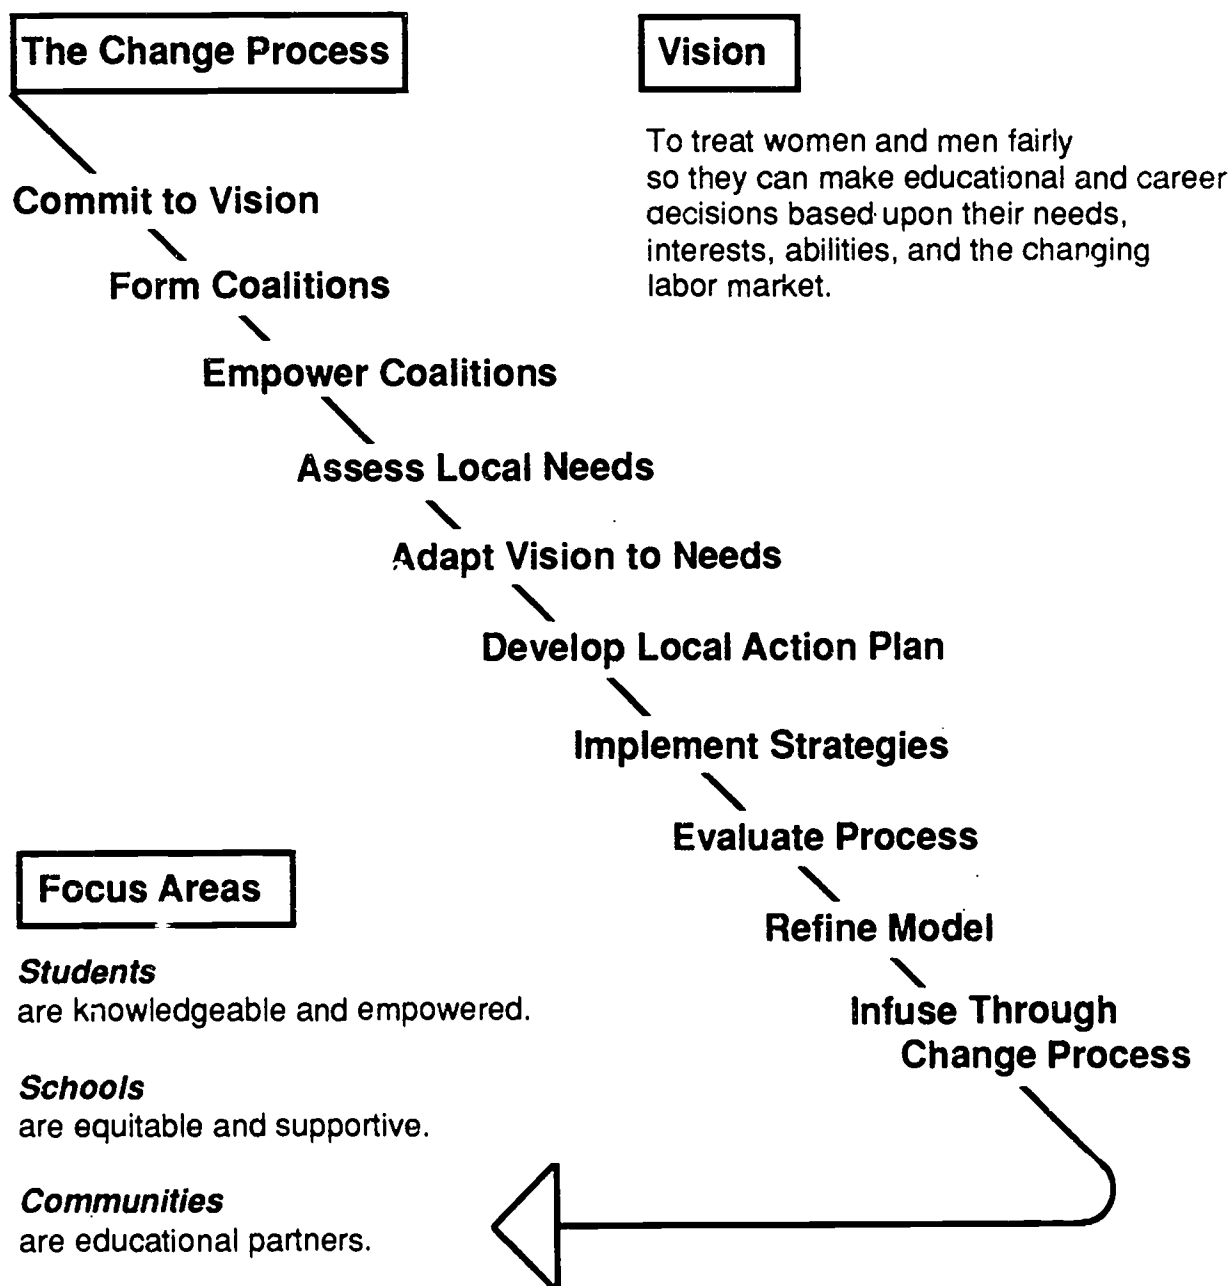 The Change Process
Vision
To treat women and men fairly
so they can make educational and career
decisions based upon their needs,
interests, abilities, and the changing
labor market.
Commit to Vision
Form Coalitions
Empower Coalitions
Assess Local Needs
Adapt Vision to Needs
Develop Local Action Plan
Implement Strategies
Evaluate Process
Refine Model
Infuse Through
Change Process
Focus Areas
Students
are knowledgeable and empowered.
Schools
are equitable and supportive.
Communities
are educational partners.